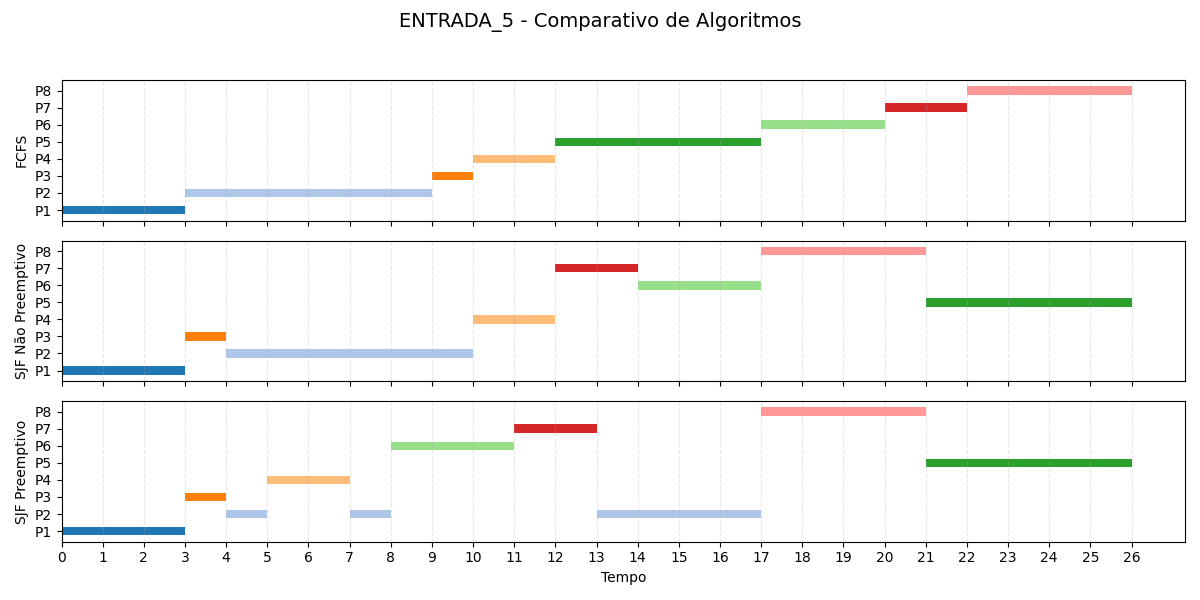 ENTRADA_5 - Comparativo de Algoritmos
FCFS
P8
P7
P6
P5
P4
P3
P2
P1
SJF Não Preemptivo
P8
P7
P6
P5
P4
P3
P2
P1
SJF Preemptivo
P8
P7
P6
P5
P4
P3
P2
P1
0 1 2 3 4 5 6 7 8 9 10 11 12 13 14 15 16 17 18 19 20 21 22 23 24 25 26
Tempo